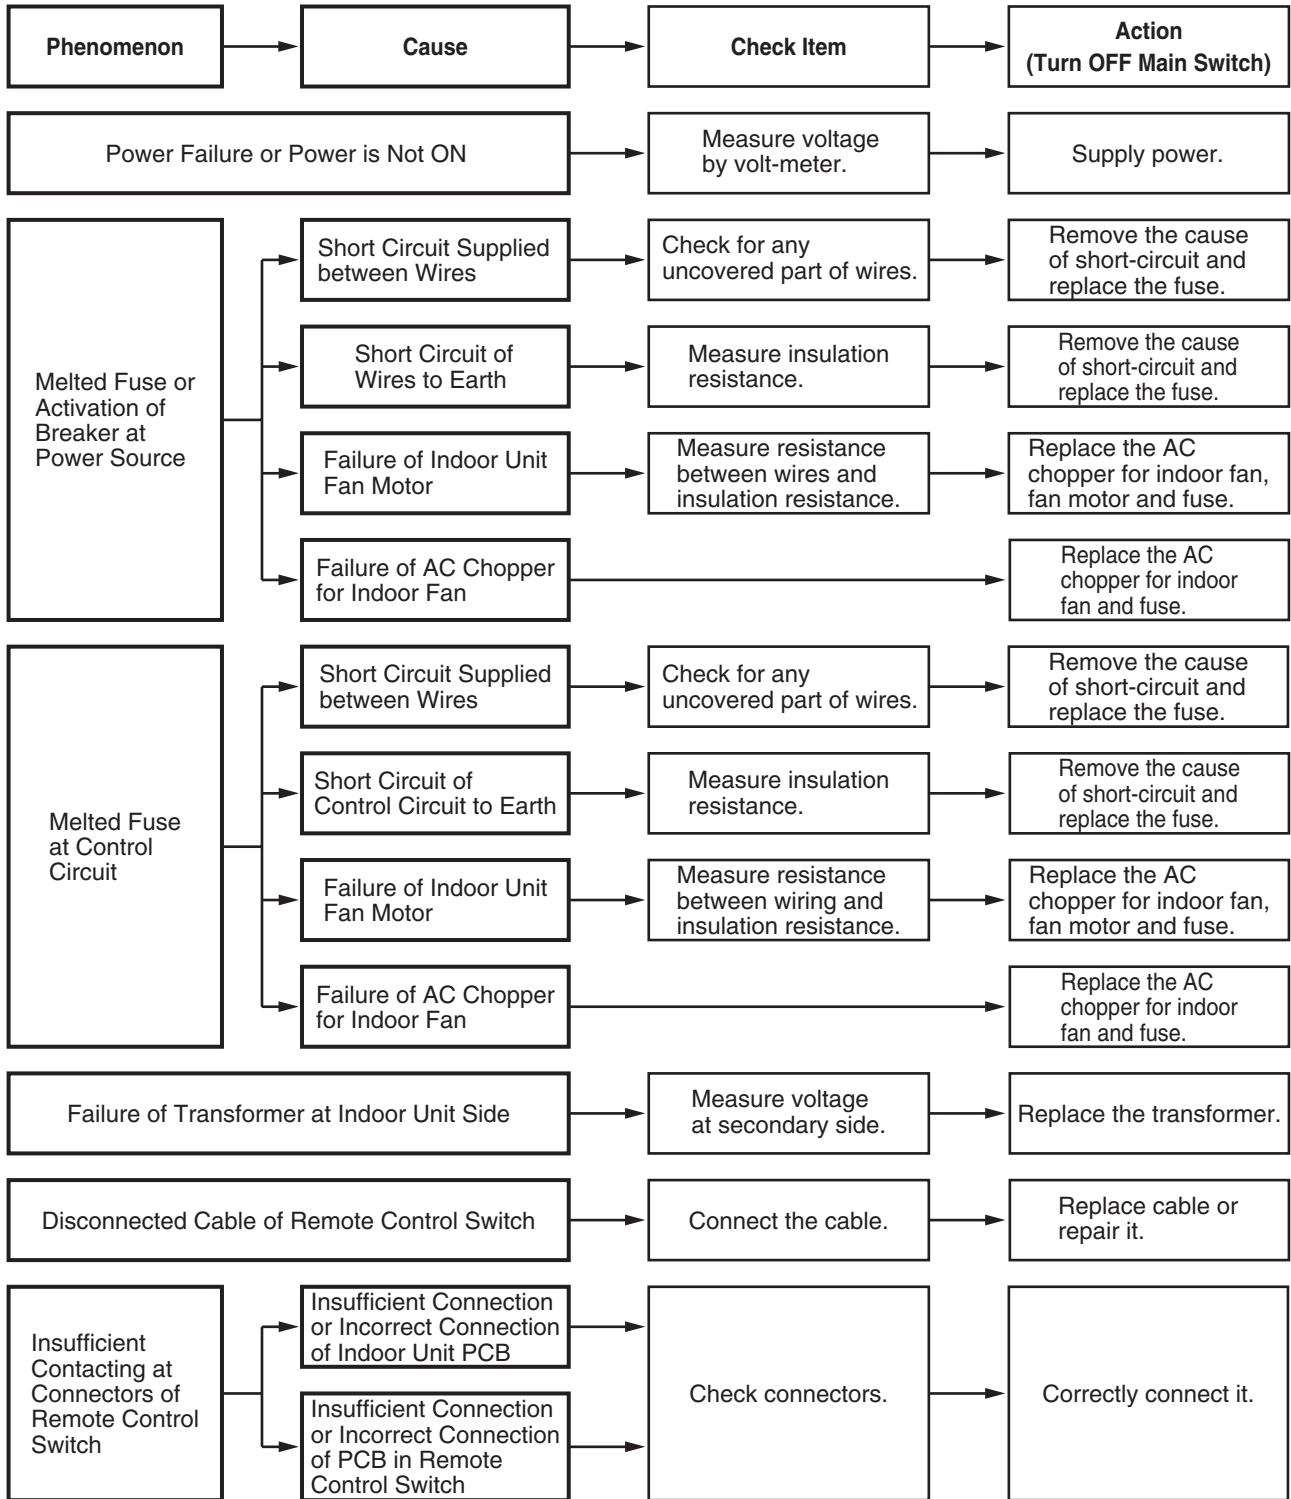 Phenomenon
Cause
Check Item
Action
(Turn OFF Main Switch)
Power Failure or Power is Not ON
Measure voltage
by volt-meter.
Supply power.
Melted Fuse or
Activation of
Breaker at
Power Source
Short Circuit Supplied
between Wires
Check for any
uncovered part of wires.
Remove the cause
of short-circuit and
replace the fuse.
Short Circuit of
Wires to Earth
Measure insulation
resistance.
Remove the cause
of short-circuit and
replace the fuse.
Failure of Indoor Unit
Fan Motor
Measure resistance
between wires and
insulation resistance.
Replace the AC
chopper for indoor fan,
fan motor and fuse.
Failure of AC Chopper
for Indoor Fan
Replace the AC
chopper for indoor
fan and fuse.
Melted Fuse
at Control
Circuit
Short Circuit Supplied
between Wires
Check for any
uncovered part of wires.
Remove the cause
of short-circuit and
replace the fuse.
Short Circuit of
Control Circuit to Earth
Measure insulation
resistance.
Remove the cause
of short-circuit and
replace the fuse.
Failure of Indoor Unit
Fan Motor
Measure resistance
between wiring and
insulation resistance.
Replace the AC
chopper for indoor fan,
fan motor and fuse.
Failure of AC Chopper
for Indoor Fan
Replace the AC
chopper for indoor
fan and fuse.
Failure of Transformer at Indoor Unit Side
Measure voltage
at secondary side.
Replace the transformer.
Disconnected Cable of Remote Control Switch
Connect the cable.
Replace cable or
repair it.
Insufficient
Contacting at
Connectors of
Remote Control
Switch
Insufficient Connection
or Incorrect Connection
of Indoor Unit PCB
Insufficient Connection
or Incorrect Connection
of PCB in Remote
Control Switch
Check connectors.
Correctly connect it.